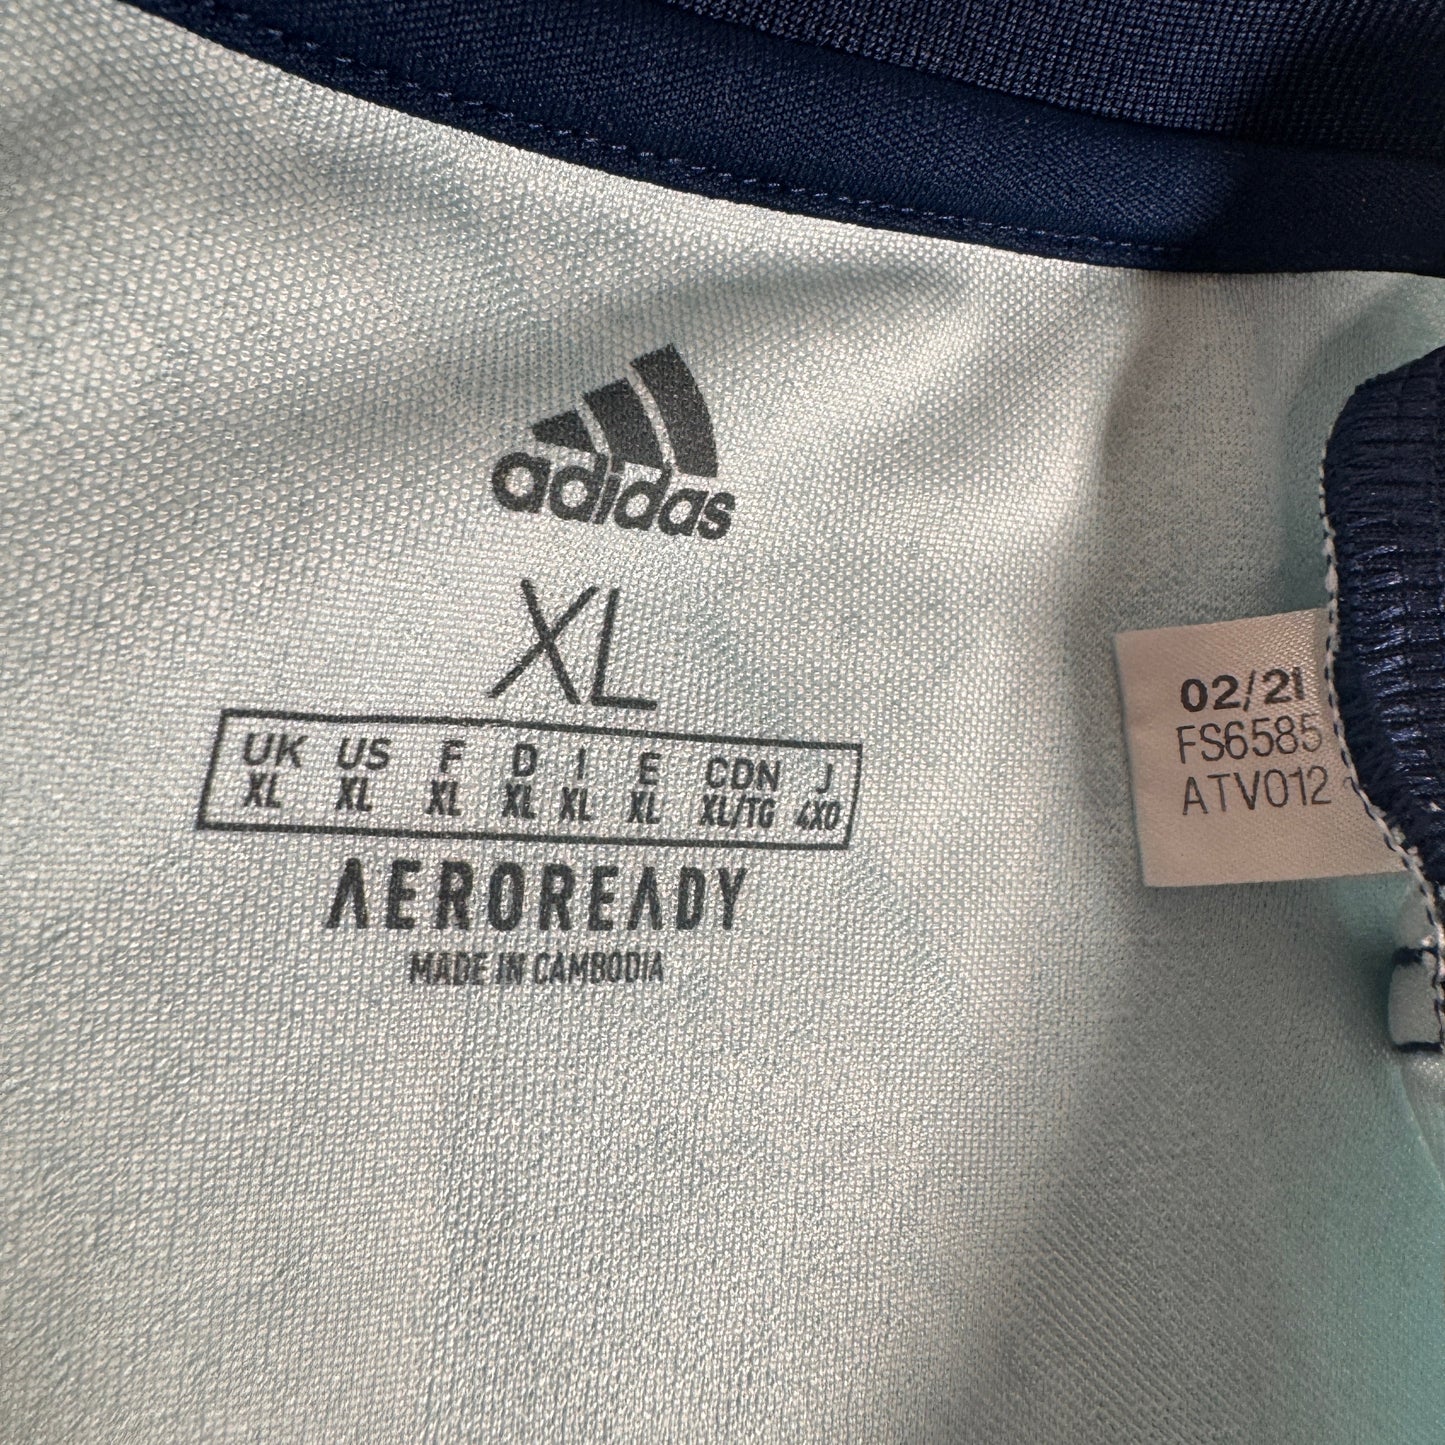 adidas
XL
UK US F D I E CDN J
XL XL XL XL XL XL XL/TG 4XO
AEROREADY
MADE IN CAMBODIA
02/21
FS6585
ATV012